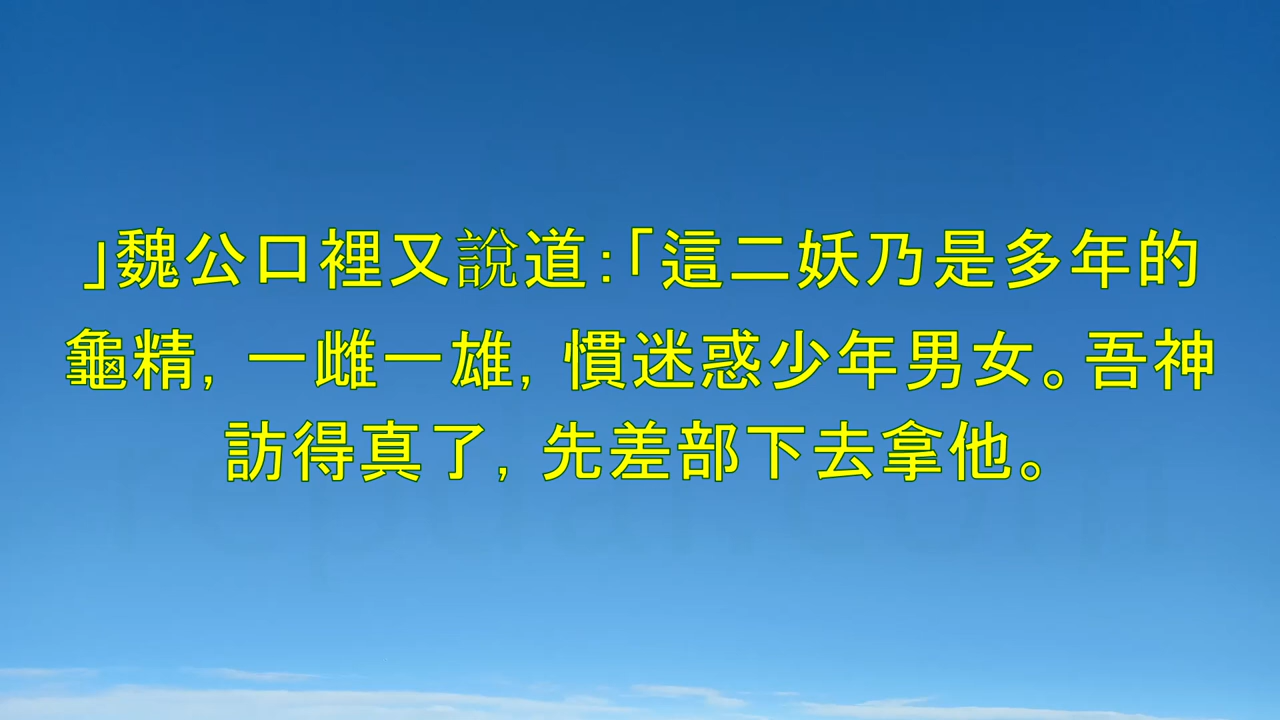 」魏公口裡又說道:「這二妖乃是多年的
龜精, 一雌一雄, 慣迷惑少年男女。吾神
訪得真了, 先差部下去拿他。